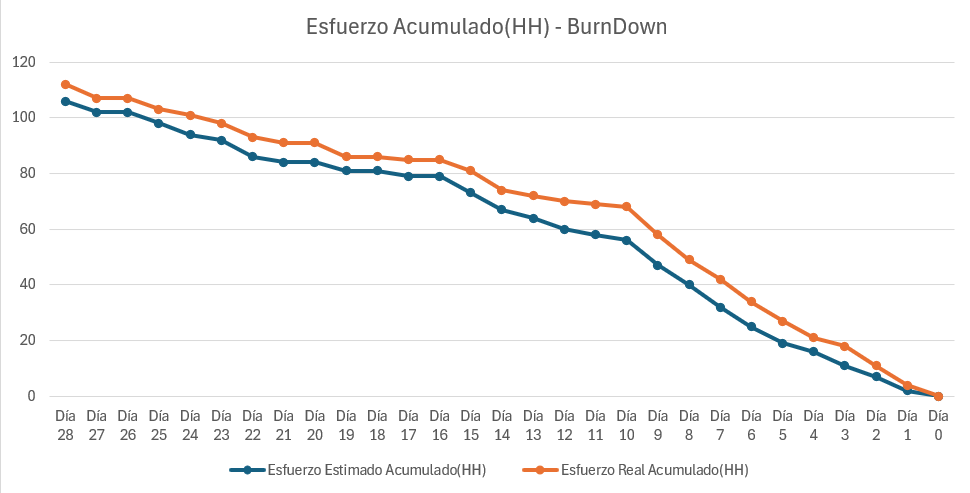 Esfuerzo Acumulado(HH) - BurnDown
120
100
80
60
40
20
0
Día Día Día Día Día Día Día Día Día Día Día Día Día Día Día Día Día Día Día Día Día Día Día Día Día Día Día Día Día
28 27 26 25 24 23 22 21 20 19 18 17 16 15 14 13 12 11 10 9 8 7 6 5 4 3 2 1 0
Esfuerzo Estimado Acumulado(HH) Esfuerzo Real Acumulado(HH)